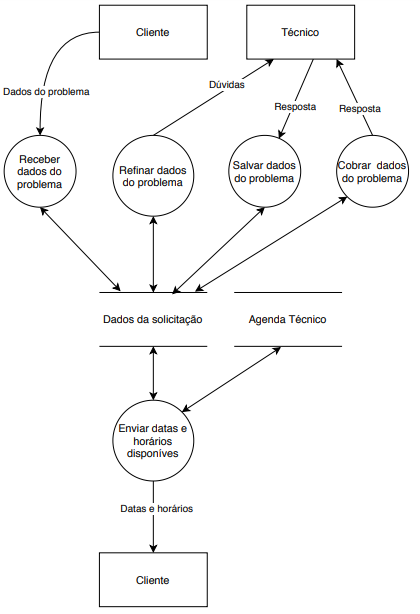 Cliente
Técnico
Dados do problema
Dúvidas
Resposta
Resposta
Receber
dados do
problema
Refinar dados
do problema
Salvar dados
do problema
Cobrar dados
do problema
Dados da solicitação
Agenda Técnico
Enviar datas e
horários
disponíves
Datas e horários
Cliente